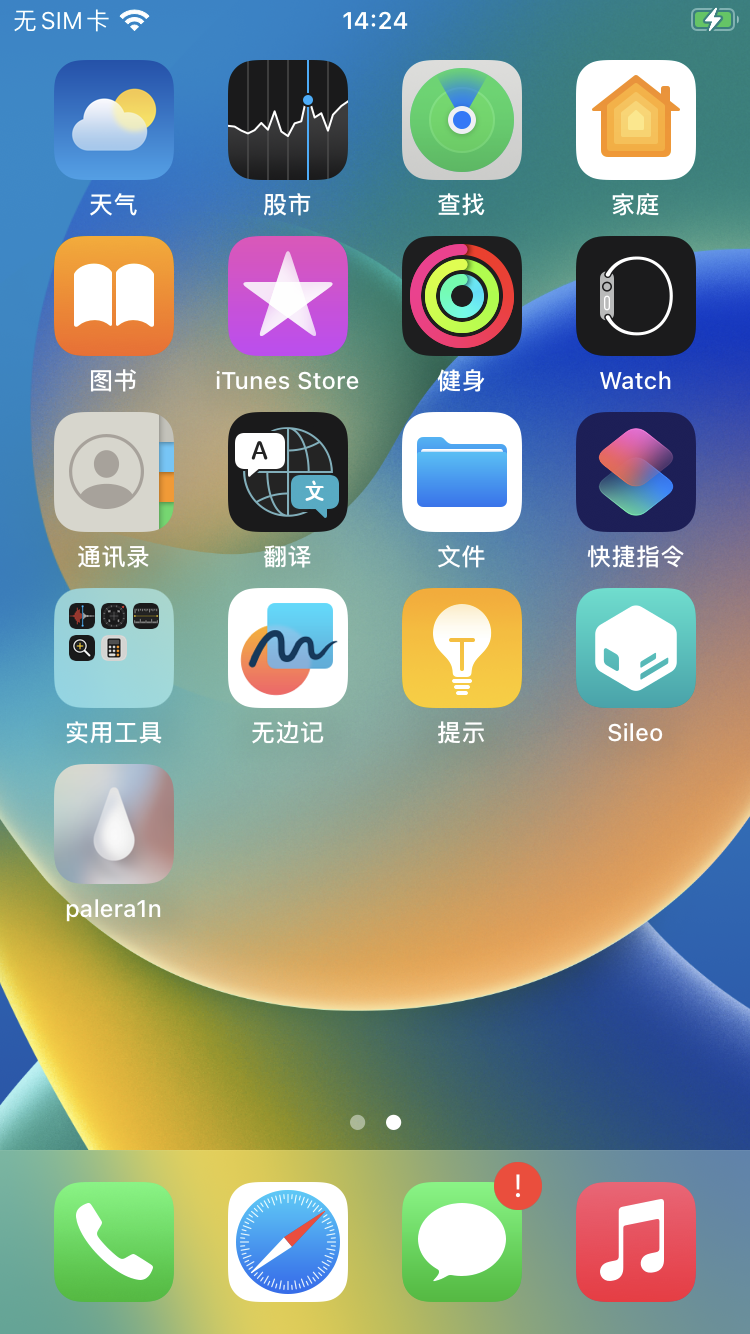 无SIM卡 14:24
天气 股市 查找 家庭
图书 iTunes Store 健身 Watch
A
文
通讯录 翻译 文件 快捷指令
实用工具 无边记 提示 Sileo
palera1n
!